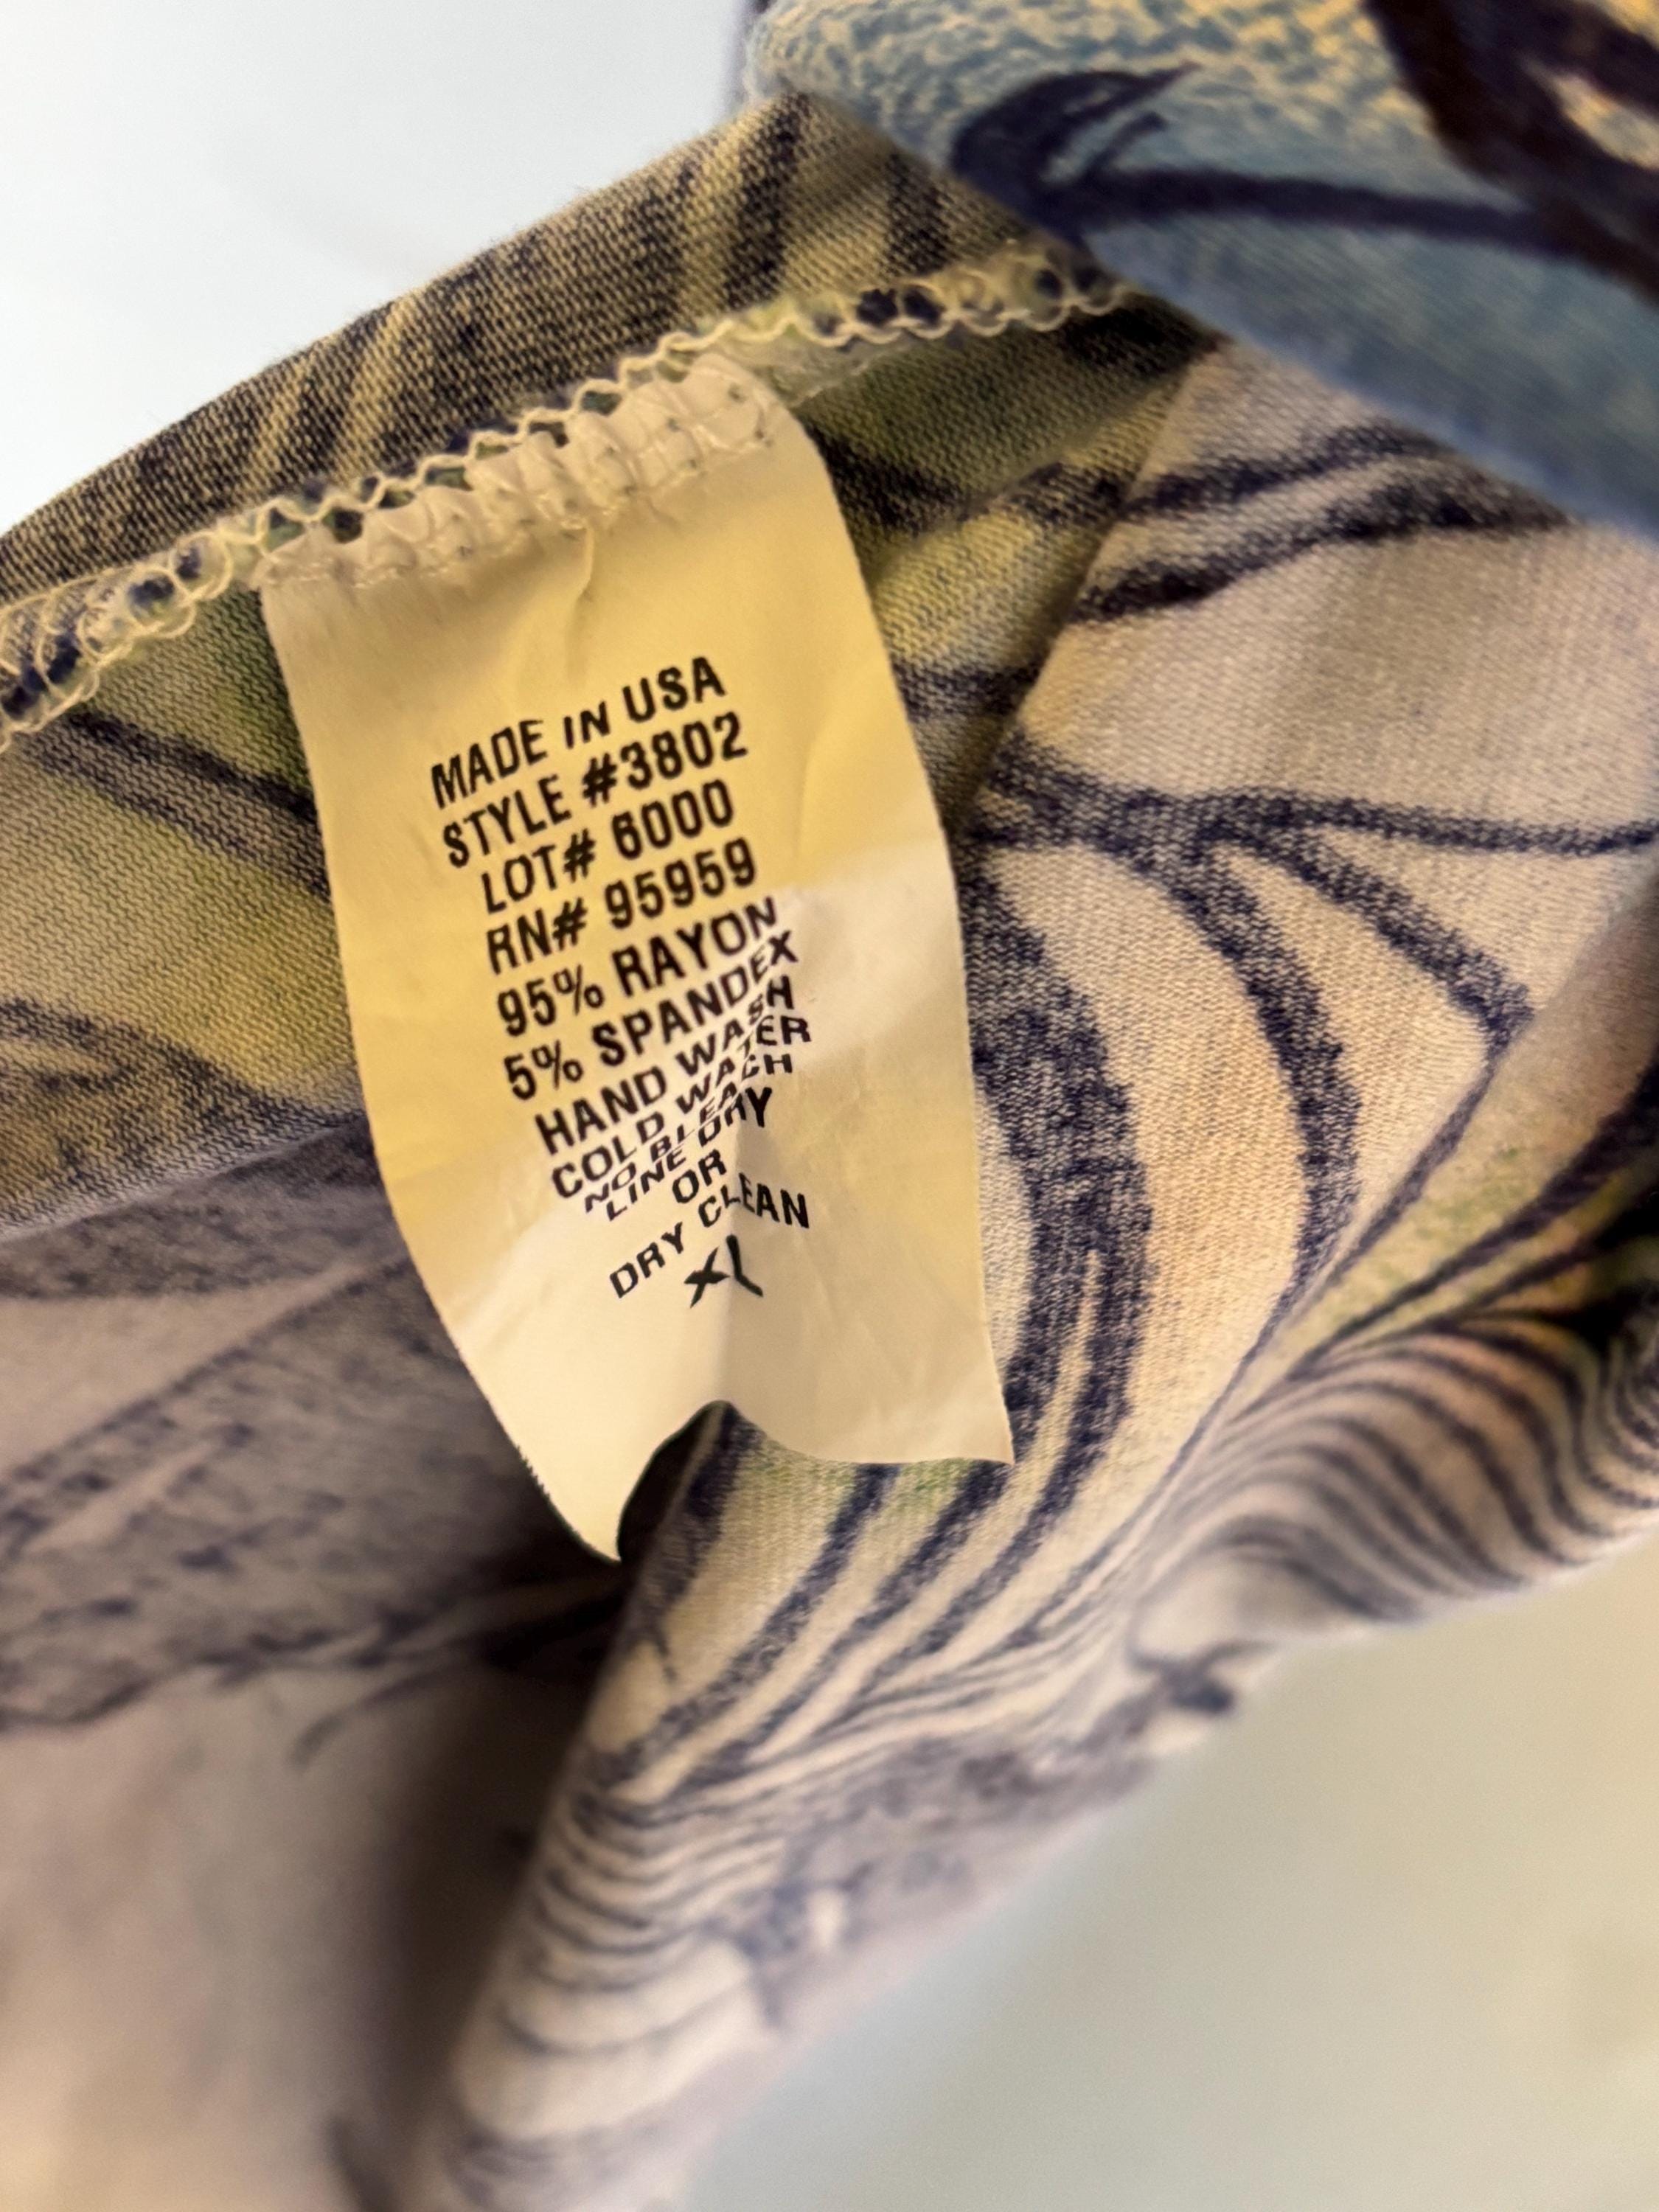 MADE IN USA
STYLE #3802
LOT# 6000
RN# 95959
95% RAYON
5% SPANDEX
HAND WASH
COLD WATER
NO BLEACH
LINE DRY
OR
DRY CLEAN
XL